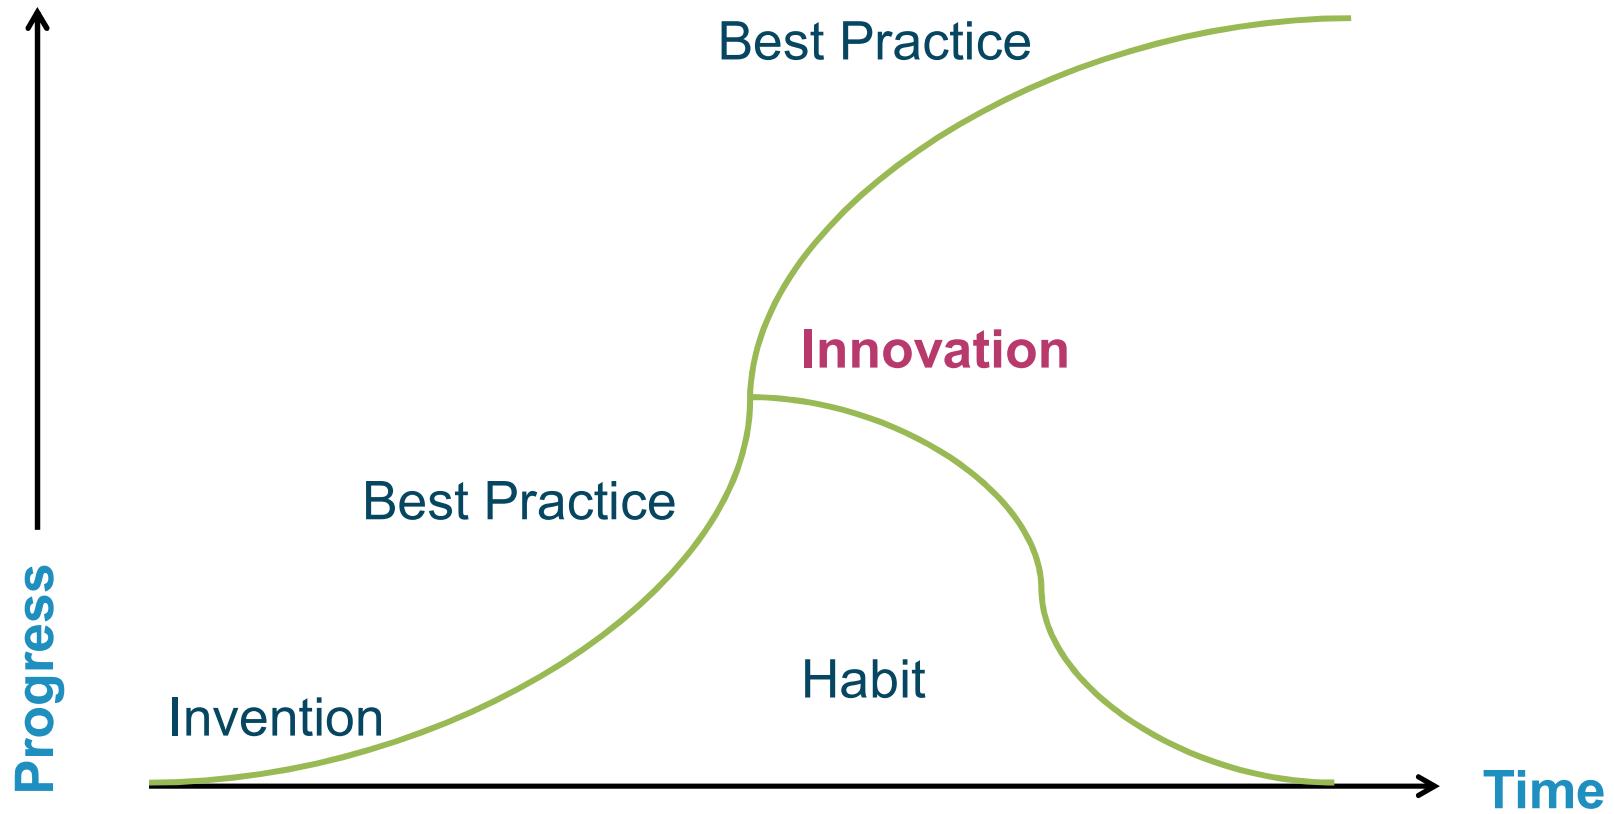 Best Practice
Innovation
Best Practice
Habit
Invention
Progress
Time